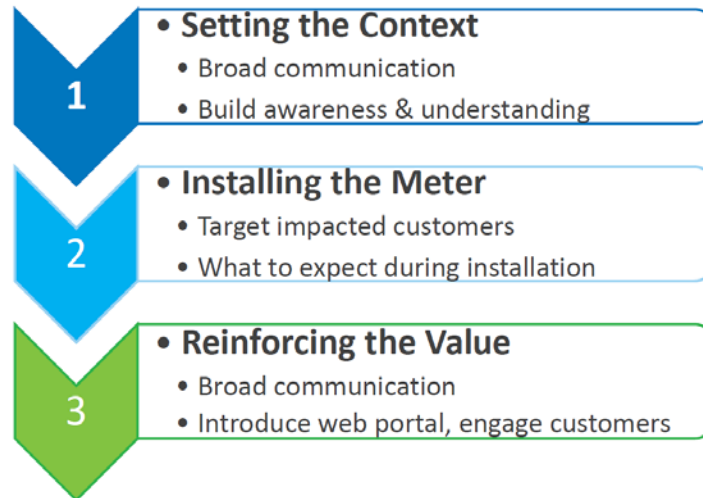 • Setting the Context
1
• Broad communication
• Build awareness & understanding
• Installing the Meter
2
• Target impacted customers
• What to expect during installation
• Reinforcing the Value
3
• Broad communication
• Introduce web portal, engage customers